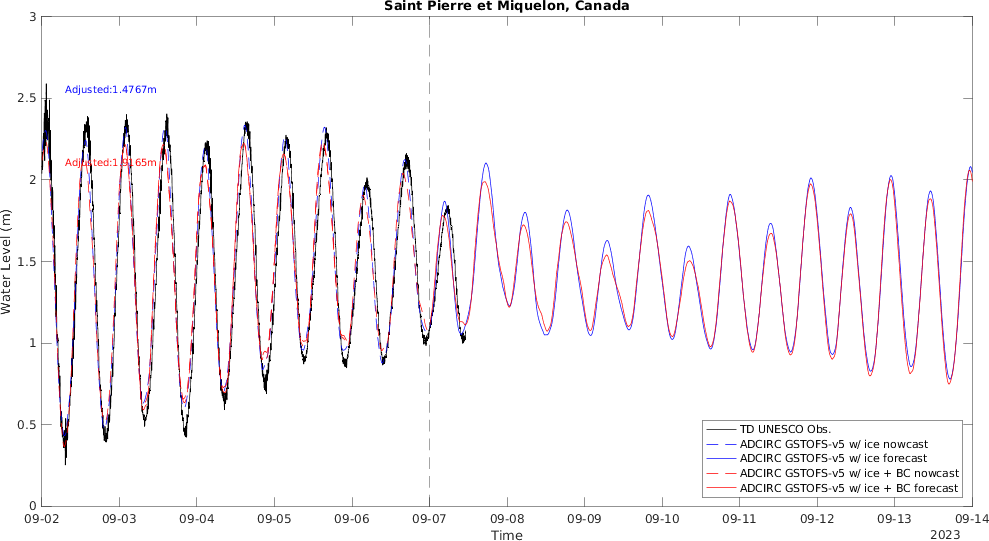 Saint Pierre et Miquelon, Canada
3
2.5
2
1.5
1
0.5
0
Water Level (m)
Adjusted:1.4767m
Adjusted:1.9165m
TD UNESCO Obs.
ADCIRC GSTOFS-v5 w/ ice nowcast
ADCIRC GSTOFS-v5 w/ ice forecast
ADCIRC GSTOFS-v5 w/ ice + BC nowcast
ADCIRC GSTOFS-v5 w/ ice + BC forecast
09-02 09-03 09-04 09-05 09-06 09-07 09-08 09-09 09-10 09-11 09-12 09-13 09-14
Time
2023